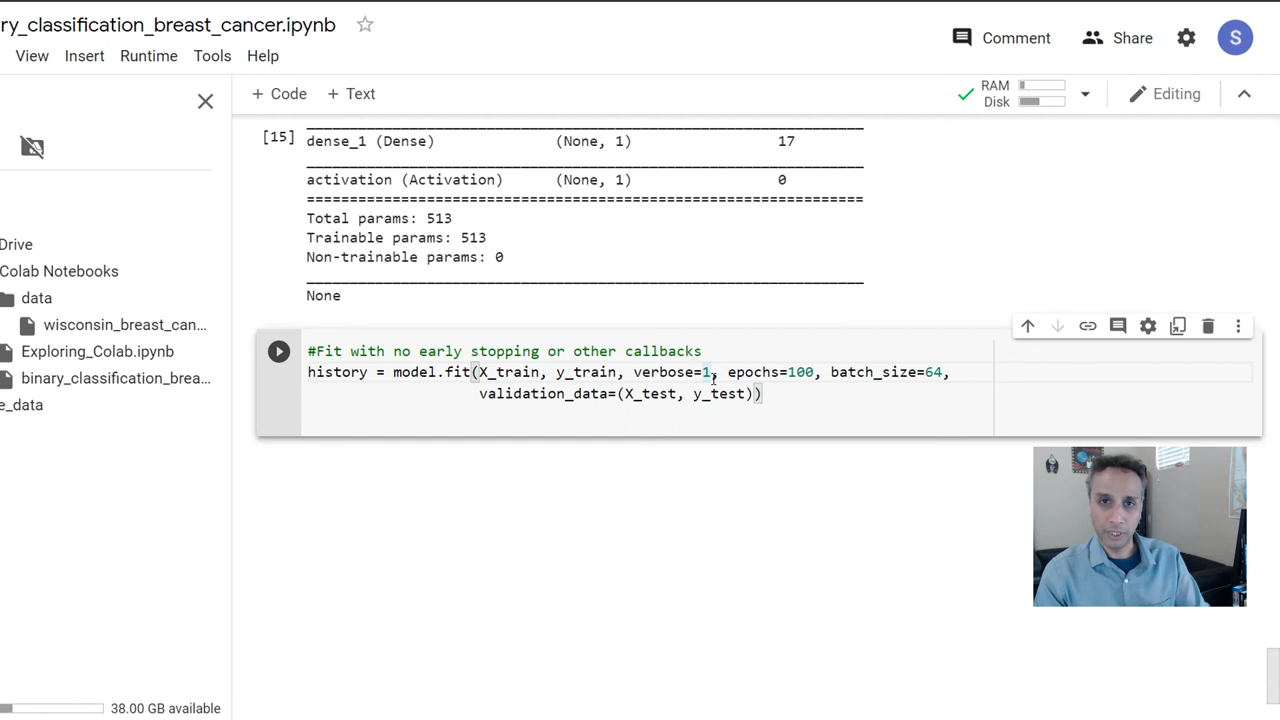 ry_classification_breast_cancer.ipynb
View Insert Runtime Tools Help
Comment Share S
+ Code + Text
RAM
Disk
Editing
[15] dense_1 (Dense) (None, 1) 17
activation (Activation) (None, 1) 0
Total params: 513
Trainable params: 513
Non-trainable params: 0
None
Drive
Colab Notebooks
data
wisconsin_breast_can...
Exploring_Colab.ipynb
binary_classification_brea...
e_data
#Fit with no early stopping or other callbacks
history = model.fit(X_train, y_train, verbose=1, epochs=100, batch_size=64,
validation_data=(X_test, y_test))
38.00 GB available